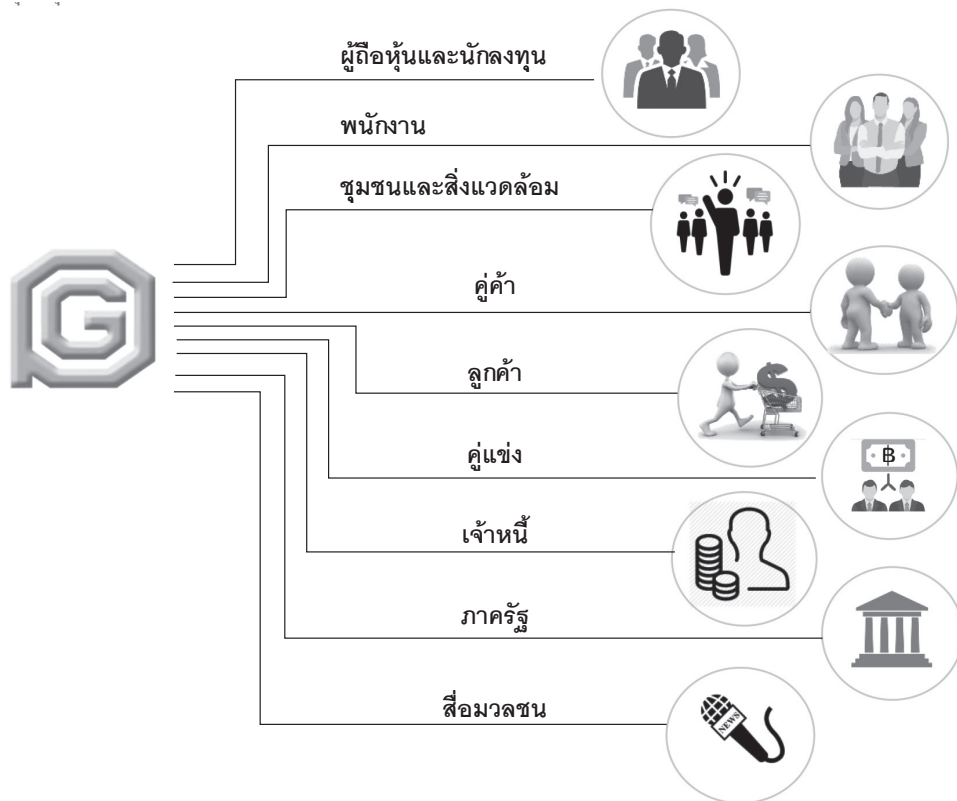 ผู้ถือหุ้นและนักลงทุน
พนักงาน
ชุมชนและสิ่งแวดล้อม
คู่ค้า
G
ลูกค้า
$
คู่แข่ง
฿
เจ้าหนี้
ภาครัฐ
สื่อมวลชน
NEWS